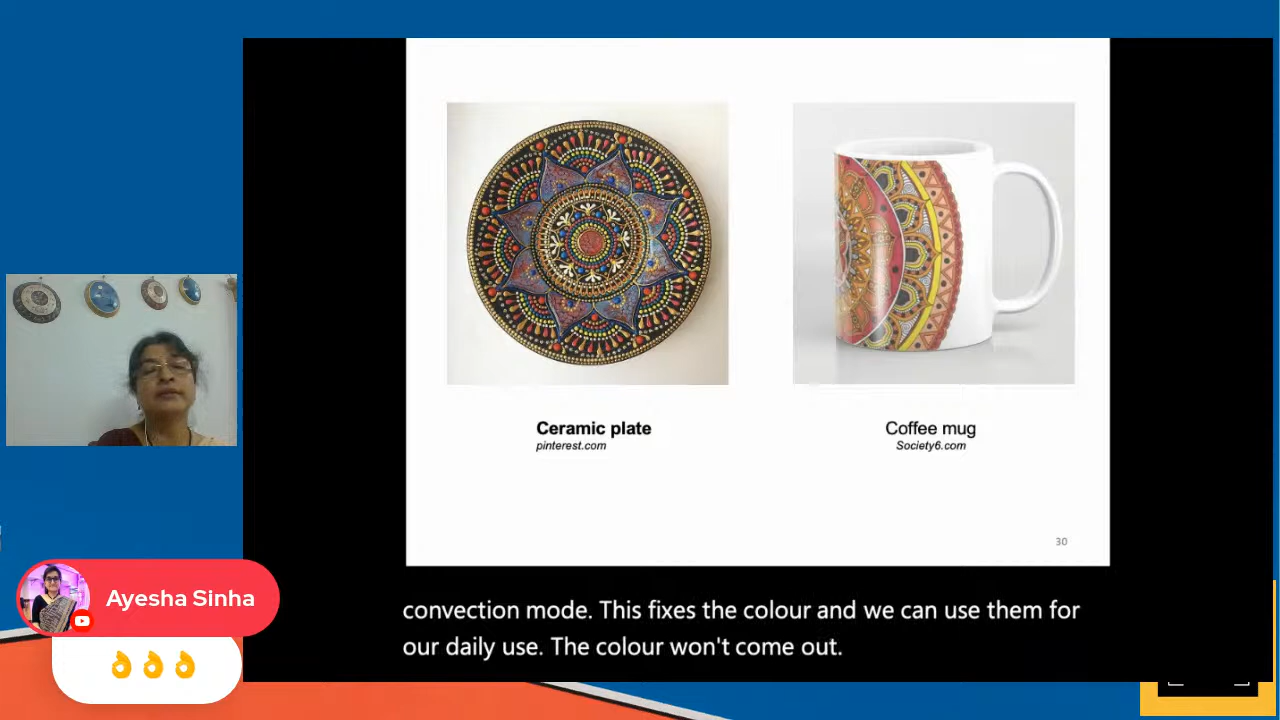 Ceramic plate
pinterest.com
Coffee mug
Society6.com
30
convection mode. This fixes the colour and we can use them for
our daily use. The colour won't come out.
Ayesha Sinha
👌👌👌